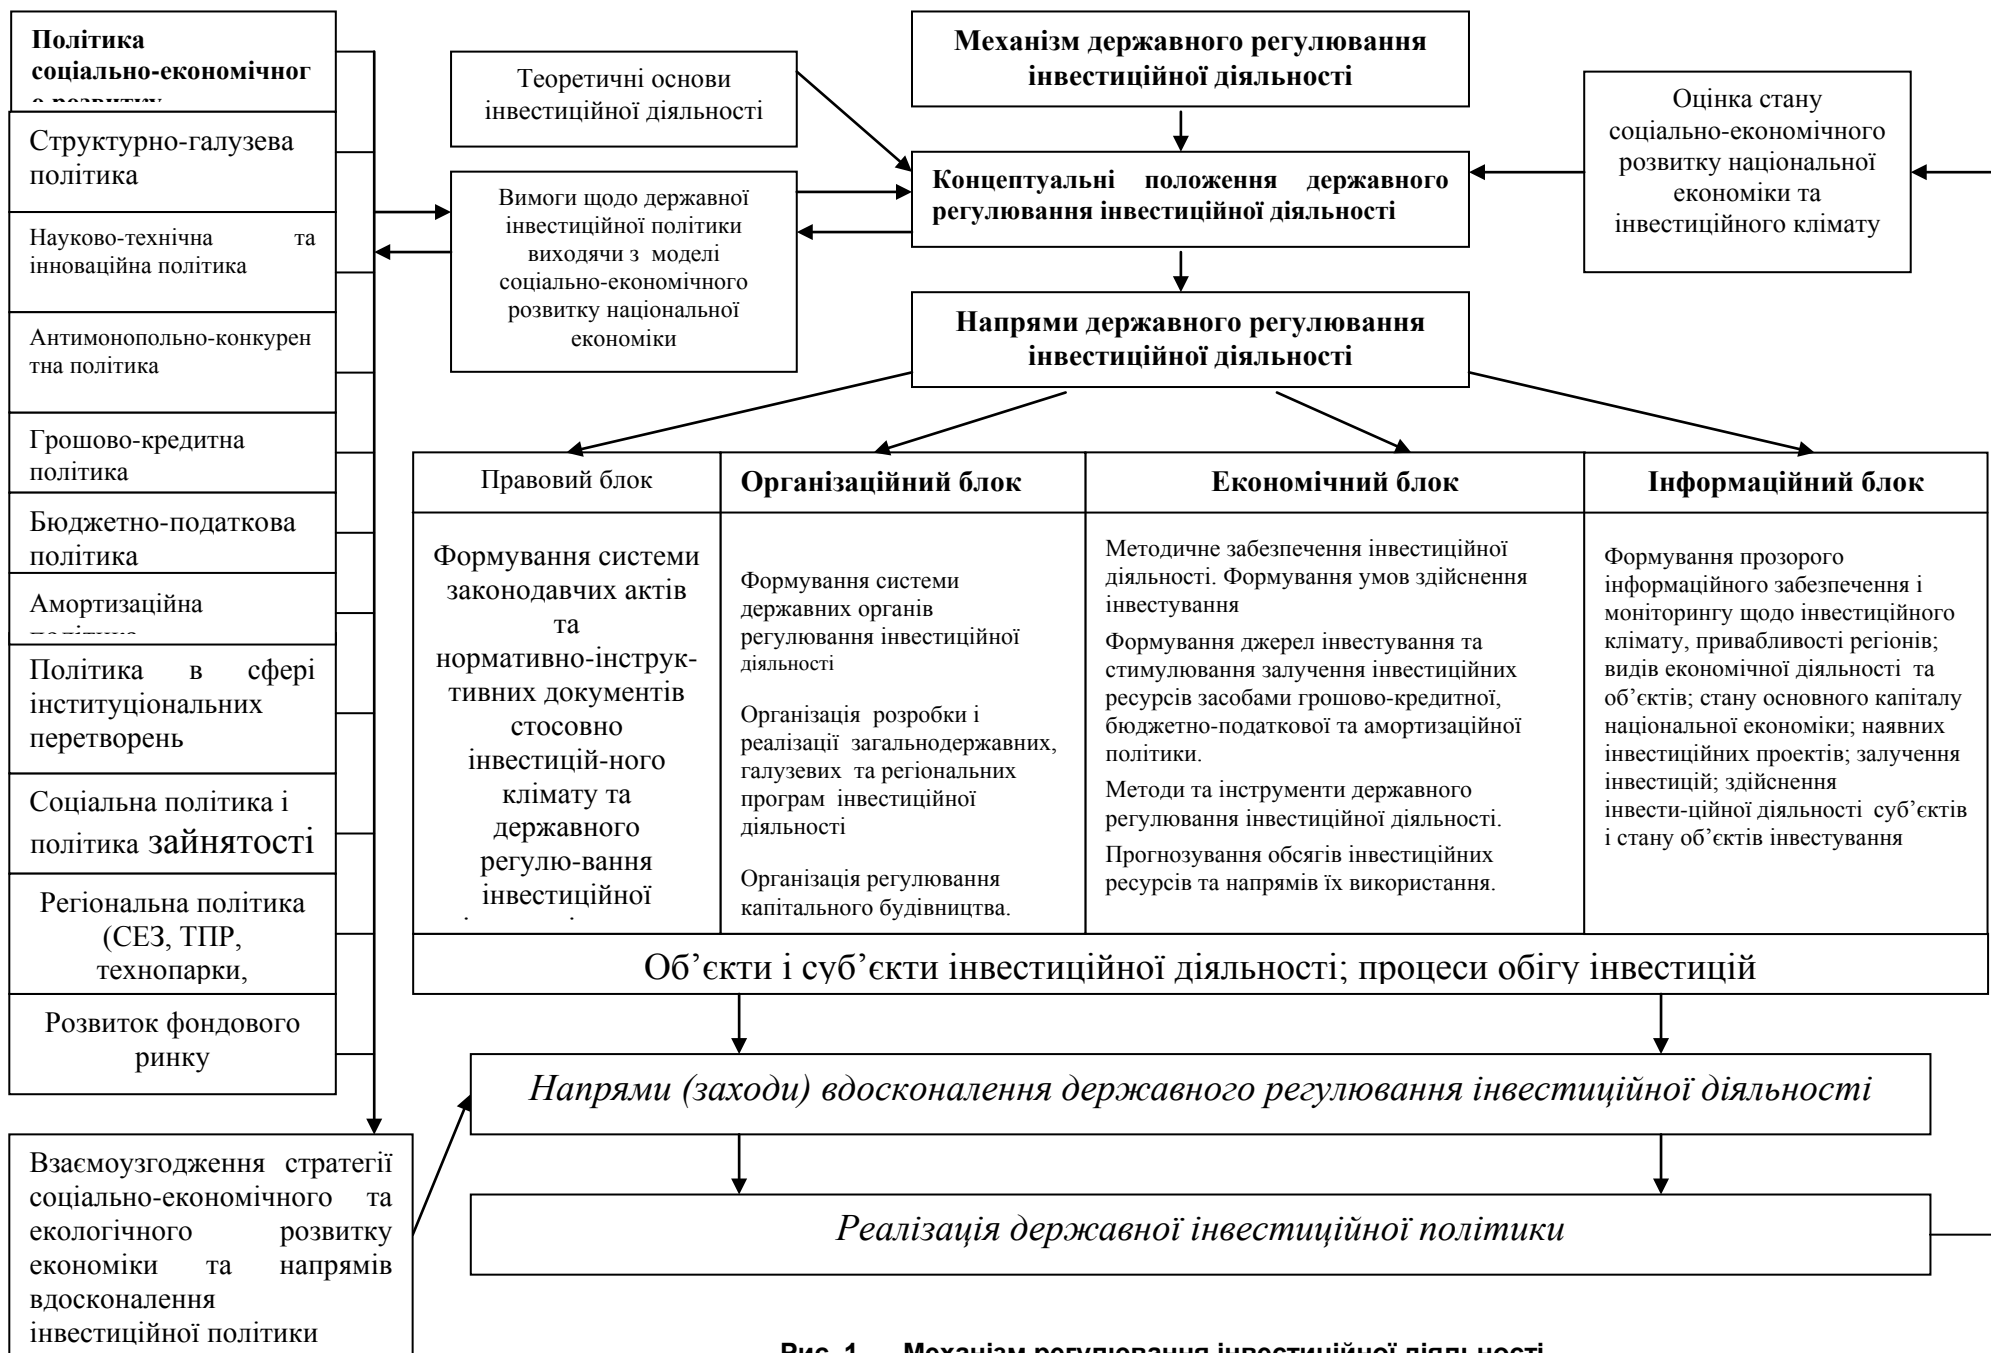 Політика
соціально-економічног
о розвитку
Структурно-галузева
політика
Науково-технічна та
інноваційна політика
Антимонопольно-конкурен
тна політика
Грошово-кредитна
політика
Бюджетно-податкова
політика
Амортизаційна
політика
Політика в сфері
інституціональних
перетворень
Соціальна політика і
політика зайнятості
Регіональна політика
(СЕЗ, ТПР,
технопарки,
Розвиток фондового
ринку
Взаємоузгодження стратегії
соціально-економічного та
екологічного розвитку
економіки та напрямів
вдосконалення
інвестиційної політики
Теоретичні основи
інвестиційної діяльності
Вимоги щодо державної
інвестиційної політики
виходячи з моделі
соціально-економічного
розвитку національної
економіки
Механізм державного регулювання
інвестиційної діяльності
Концептуальні положення державного
регулювання інвестиційної діяльності
Напрями державного регулювання
інвестиційної діяльності
Оцінка стану
соціально-економічного
розвитку національної
економіки та
інвестиційного клімату
Правовий блок
Формування системи
законодавчих актів
та
нормативно-інструк-
тивних документів
стосовно
інвестицій-ного
клімату та
державного
регулю-вання
інвестиційної
Організаційний блок
Формування системи
державних органів
регулювання інвестиційної
діяльності
Організація розробки і
реалізації загальнодержавних,
галузевих та регіональних
програм інвестиційної
діяльності
Організація регулювання
капітального будівництва.
Економічний блок
Методичне забезпечення інвестиційної
діяльності. Формування умов здійснення
інвестування
Формування джерел інвестування та
стимулювання залучення інвестиційних
ресурсів засобами грошово-кредитної,
бюджетно-податкової та амортизаційної
політики.
Методи та інструменти державного
регулювання інвестиційної діяльності.
Прогнозування обсягів інвестиційних
ресурсів та напрямів їх використання.
Інформаційний блок
Формування прозорого
інформаційного забезпечення і
моніторингу щодо інвестиційного
клімату, привабливості регіонів;
видів економічної діяльності та
об’єктів; стану основного капіталу
національної економіки; наявних
інвестиційних проектів; залучення
інвестицій; здійснення
інвести-ційної діяльності суб’єктів
і стану об’єктів інвестування
Об’єкти і суб’єкти інвестиційної діяльності; процеси обігу інвестицій
Напрями (заходи) вдосконалення державного регулювання інвестиційної діяльності
Реалізація державної інвестиційної політики
Рис. 1. Механізм регулювання інвестиційної діяльності